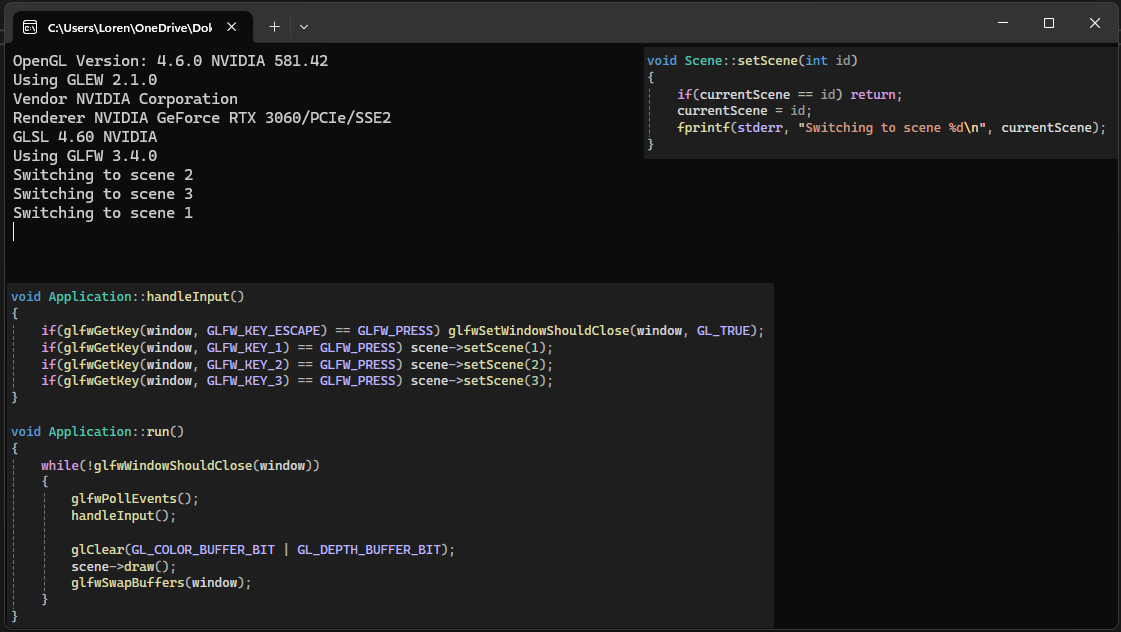 C:\Users\Loren\OneDrive\Dok
OpenGL Version: 4.6.0 NVIDIA 581.42
Using GLEW 2.1.0
Vendor NVIDIA Corporation
Renderer NVIDIA GeForce RTX 3060/PCIe/SSE2
GLSL 4.60 NVIDIA
Using GLFW 3.4.0
Switching to scene 2
Switching to scene 3
Switching to scene 1
void Scene::setScene(int id)
{
    if(currentScene == id) return;
    currentScene = id;
    fprintf(stderr, "Switching to scene %d\n", currentScene);
}
void Application::handleInput()
{
    if(glfwGetKey(window, GLFW_KEY_ESCAPE) == GLFW_PRESS) glfwSetWindowShouldClose(window, GL_TRUE);
    if(glfwGetKey(window, GLFW_KEY_1) == GLFW_PRESS) scene->setScene(1);
    if(glfwGetKey(window, GLFW_KEY_2) == GLFW_PRESS) scene->setScene(2);
    if(glfwGetKey(window, GLFW_KEY_3) == GLFW_PRESS) scene->setScene(3);
}
void Application::run()
{
    while(!glfwWindowShouldClose(window))
    {
        glfwPollEvents();
        handleInput();
        glClear(GL_COLOR_BUFFER_BIT | GL_DEPTH_BUFFER_BIT);
        scene->draw();
        glfwSwapBuffers(window);
    }
}